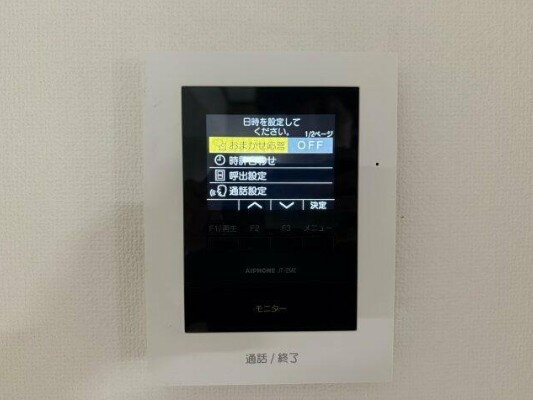 日時を設定して
ください。
1/2ページ
おまかせ応答 OFF
時計合わせ
呼出設定
通話設定
決定
F1/再生 F2 F3 メニュー
AIPHONE
モニター
通話/終了